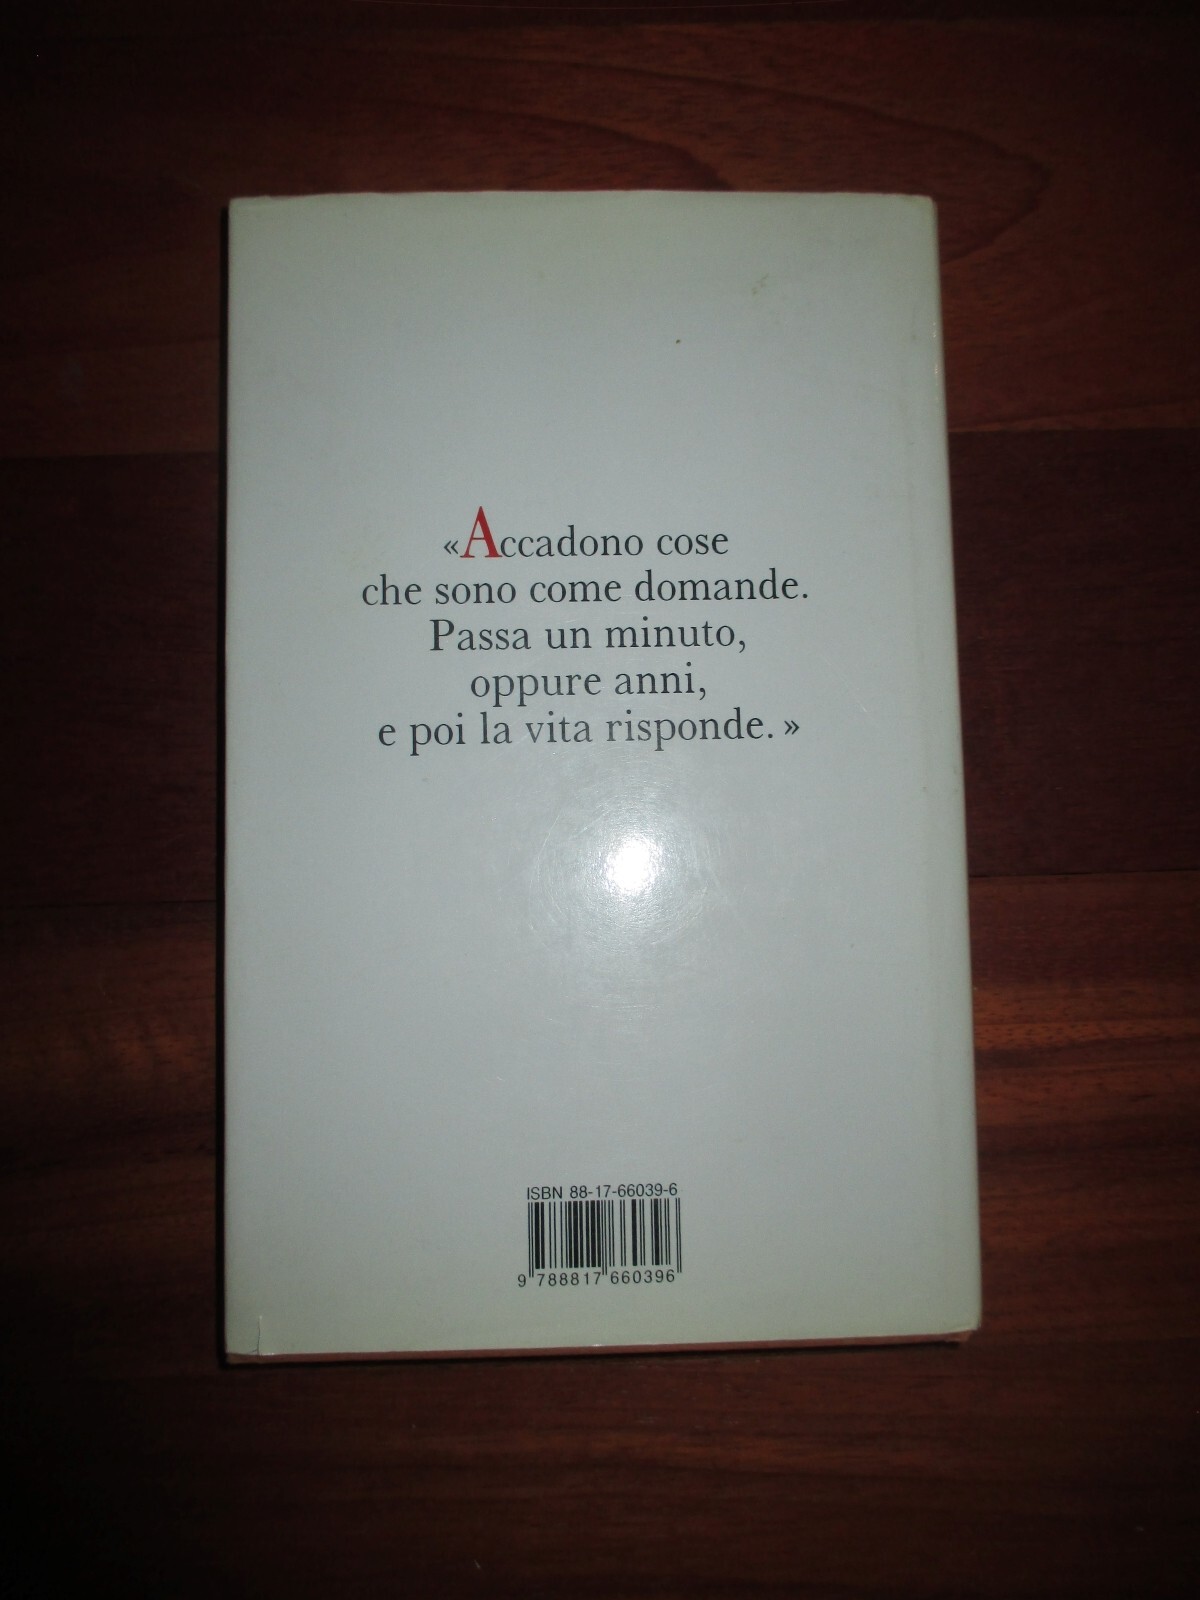 «Accadono cose
che sono come domande.
Passa un minuto,
oppure anni,
e poi la vita risponde.»
ISBN 88-17-66039-6
9 788817 660396